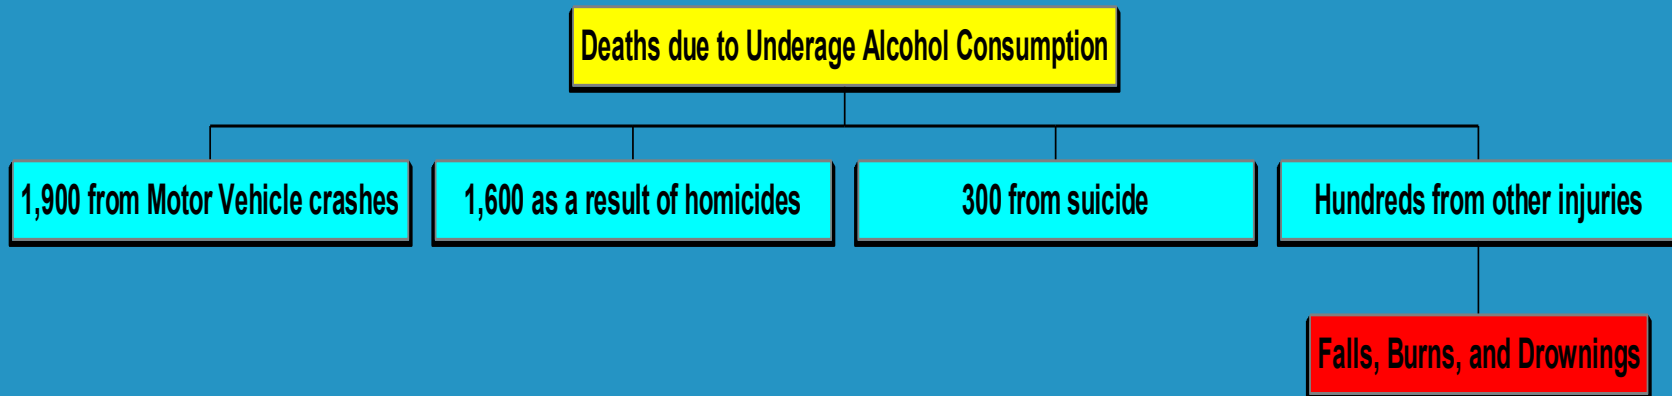 Deaths due to Underage Alcohol Consumption
1,900 from Motor Vehicle crashes
1,600 as a result of homicides
300 from suicide
Hundreds from other injuries
Falls, Burns, and Drownings